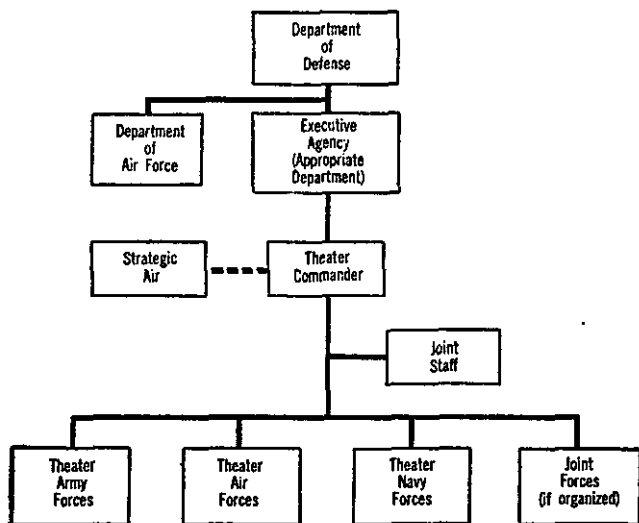 Department
of
Defense
Department
of
Air Force
Executive
Agency
(Appropriate
Department)
Strategic
Air
Theater
Commander
Joint
Staff
Theater
Army
Forces
Theater
Air
Forces
Theater
Navy
Forces
Joint
Forces
(if organized)